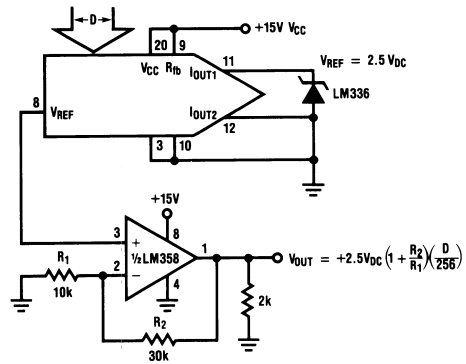 D
+15V VCC
20 9
VCC Rfb IOUT1 11
VREF = 2.5 VDC
LM336
8 VREF
IOUT2
12
3 10
+15V
8
3 +
½ LM358
1
VOUT = +2.5VDC (1 + R2/R1)(D/256)
R1
2 −
4
10k
2k
R2
30k